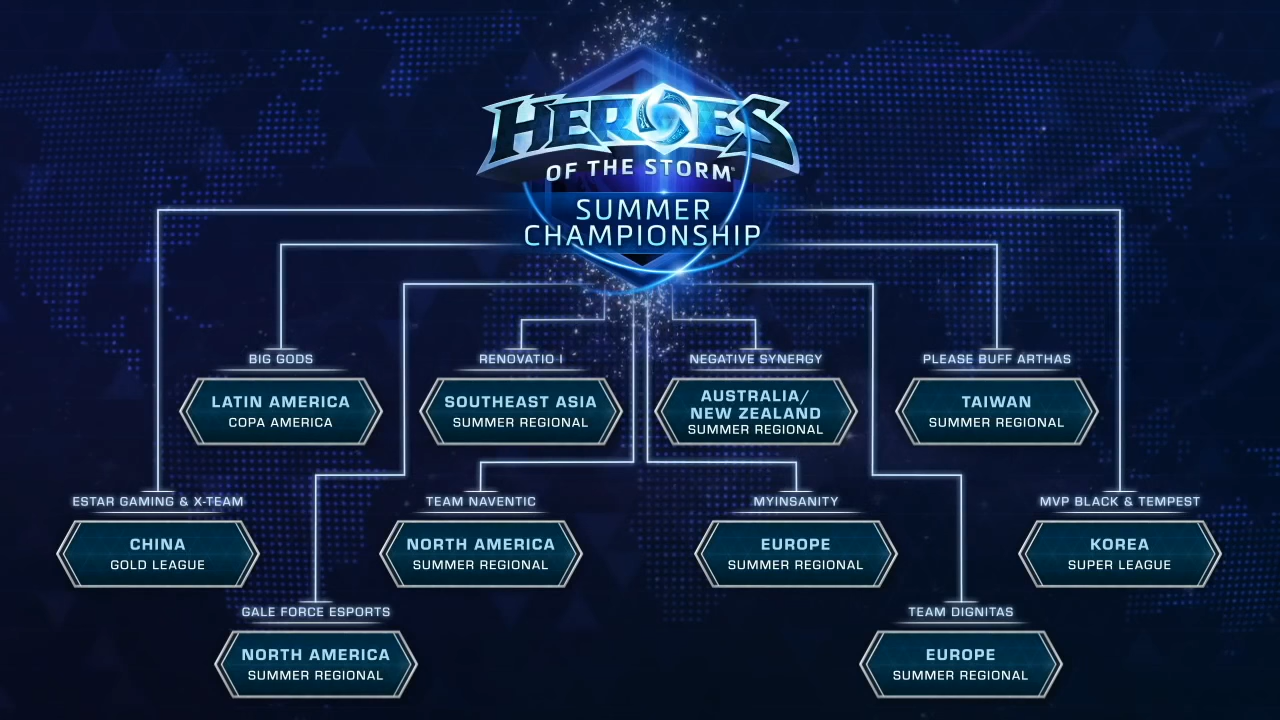 HEROES
OF THE STORM
SUMMER
CHAMPIONSHIP
BIG GODS
LATIN AMERICA
COPA AMERICA
RENOVATIO I
SOUTHEAST ASIA
SUMMER REGIONAL
NEGATIVE SYNERGY
AUSTRALIA/
NEW ZEALAND
SUMMER REGIONAL
PLEASE BUFF ARTHAS
TAIWAN
SUMMER REGIONAL
ESTAR GAMING & X-TEAM
CHINA
GOLD LEAGUE
TEAM NAVENTIC
NORTH AMERICA
SUMMER REGIONAL
MYINSANITY
EUROPE
SUMMER REGIONAL
MVP BLACK & TEMPEST
KOREA
SUPER LEAGUE
GALE FORCE ESPORTS
NORTH AMERICA
SUMMER REGIONAL
TEAM DIGNITAS
EUROPE
SUMMER REGIONAL